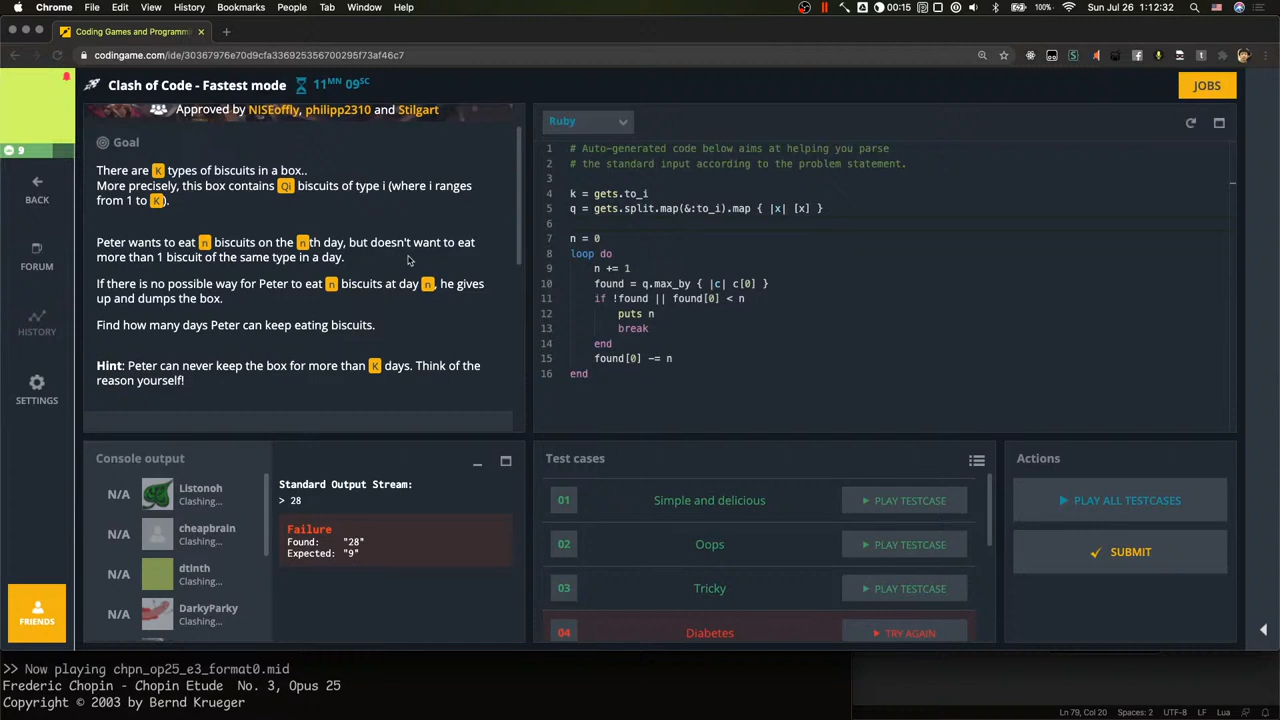 Chrome File Edit View History Bookmarks People Tab Window Help
00:15 100% Sun Jul 26 1:12:32
Coding Games and Programmi
codingame.com/ide/30367976e70d9cfa336925356700295f73af46c7
Clash of Code - Fastest mode 11MN 09SC
JOBS
9
BACK
FORUM
HISTORY
SETTINGS
FRIENDS
Approved by NISEoffly, philipp2310 and Stilgart
Goal
There are K types of biscuits in a box..
More precisely, this box contains Qi biscuits of type i (where i ranges
from 1 to K).
Peter wants to eat n biscuits on the nth day, but doesn't want to eat
more than 1 biscuit of the same type in a day.
If there is no possible way for Peter to eat n biscuits at day n, he gives
up and dumps the box.
Find how many days Peter can keep eating biscuits.
Hint: Peter can never keep the box for more than K days. Think of the
reason yourself!
Ruby
1 # Auto-generated code below aims at helping you parse
2 # the standard input according to the problem statement.
3
4 k = gets.to_i
5 q = gets.split.map(&:to_i).map { |x| [x] }
6
7 n = 0
8 loop do
9 n += 1
10 found = q.max_by { |c| c[0] }
11 if !found || found[0] < n
12 puts n
13 break
14 end
15 found[0] -= n
16 end
Console output
N/A Listonoh
Clashing...
N/A cheapbrain
Clashing...
N/A dtinth
Clashing...
N/A DarkyParky
Clashing...
Standard Output Stream:
> 28
Failure
Found: "28"
Expected: "9"
Test cases
01 Simple and delicious PLAY TESTCASE
02 Oops PLAY TESTCASE
03 Tricky PLAY TESTCASE
04 Diabetes TRY AGAIN
Actions
PLAY ALL TESTCASES
SUBMIT
>> Now playing chpn_op25_e3_format0.mid
Frederic Chopin - Chopin Etude No. 3, Opus 25
Copyright © 2003 by Bernd Krueger
Ln 79, Col 20 Spaces: 2 UTF-8 LF Lua